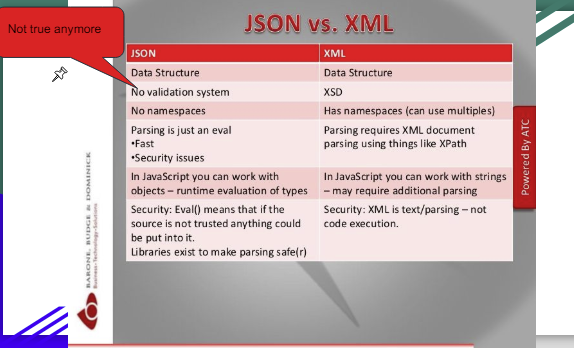 Not true anymore
JSON vs. XML
JSON XML
Data Structure Data Structure
No validation system XSD
No namespaces Has namespaces (can use multiples)
Parsing is just an eval
•Fast
•Security issues
Parsing requires XML document
parsing using things like XPath
In JavaScript you can work with
objects – runtime evaluation of types
In JavaScript you can work with strings
– may require additional parsing
Security: Eval() means that if the
source is not trusted anything could
be put into it.
Libraries exist to make parsing safe(r)
Security: XML is text/parsing – not
code execution.
Powered By ATC
BARONE, BUDGE & DOMINICK
Business•Technology•Solutions